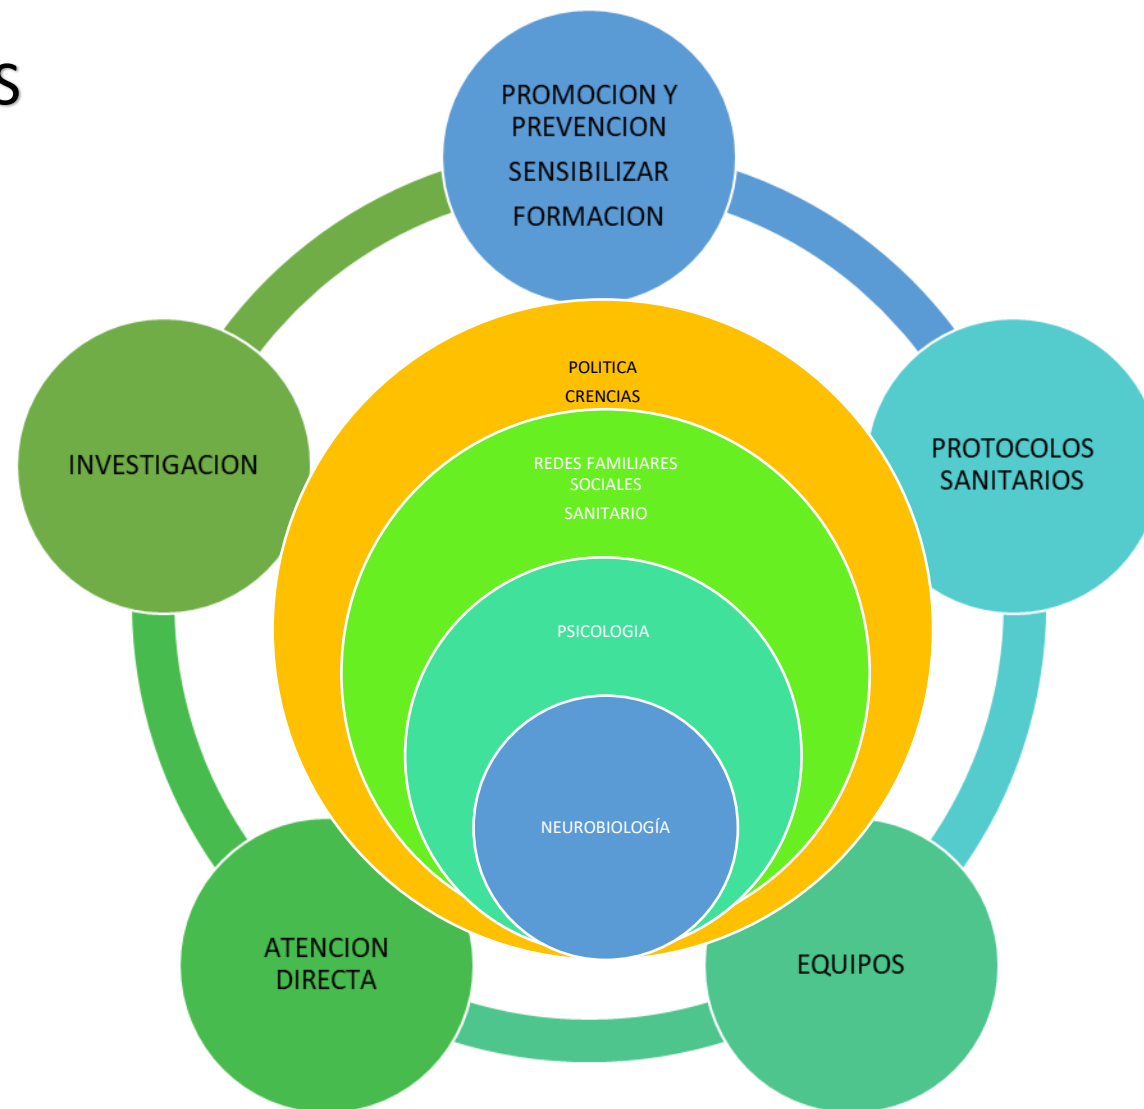 S
PROMOCION Y
PREVENCION
SENSIBILIZAR
FORMACION
POLITICA
CRENCIAS
REDES FAMILIARES
SOCIALES
SANITARIO
PSICOLOGIA
NEUROBIOLOGÍA
PROTOCOLOS
SANITARIOS
EQUIPOS
ATENCION
DIRECTA
INVESTIGACION